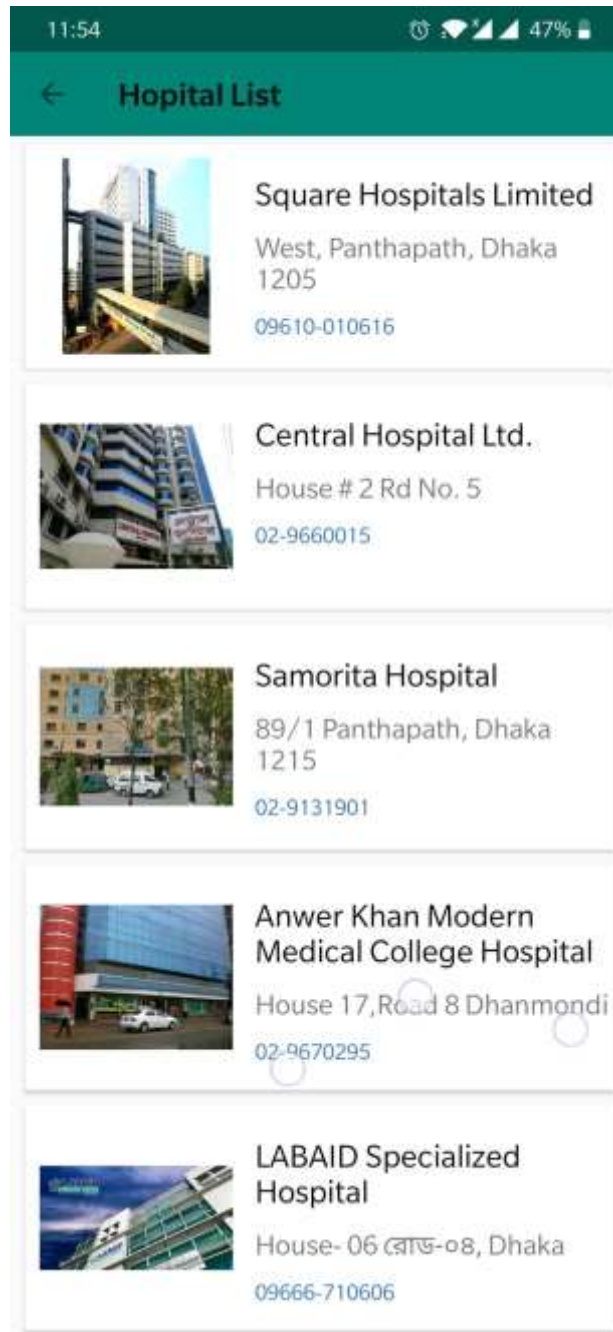 11:54
47%
Hopital List
Square Hospitals Limited
West, Panthapath, Dhaka
1205
09610-010616
Central Hospital Ltd.
House # 2 Rd No. 5
02-9660015
Samorita Hospital
89/1 Panthapath, Dhaka
1215
02-9131901
Anwer Khan Modern
Medical College Hospital
House 17,Road 8 Dhanmondi
02-9670295
LABAID Specialized
Hospital
House- 06 রোড-০৪, Dhaka
09666-710606